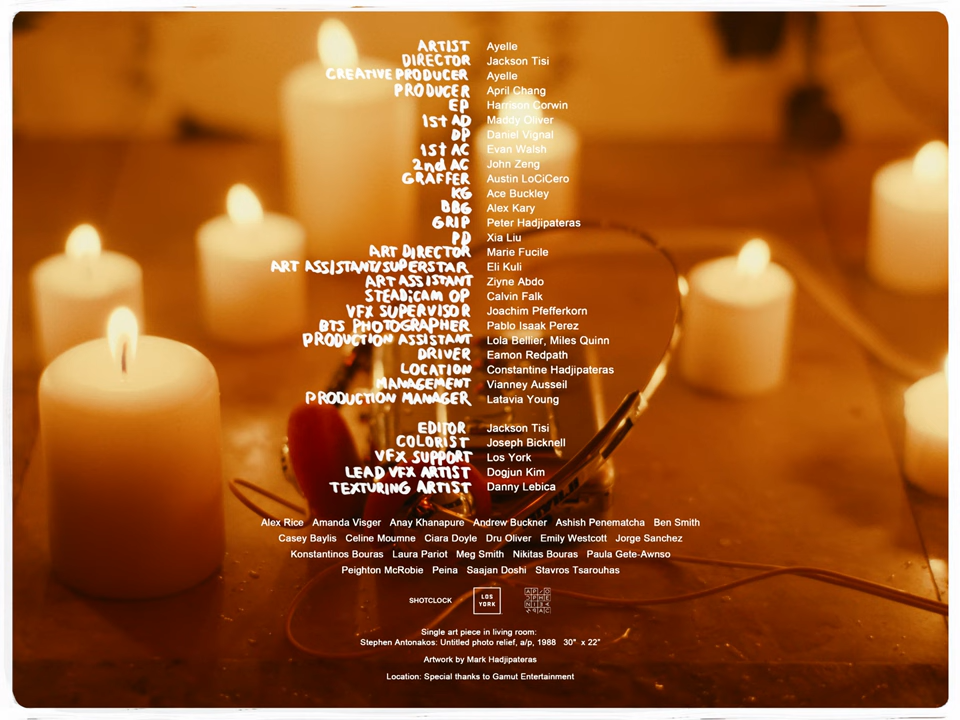 ARTIST Ayelle
DIRECTOR Jackson Tisi
CREATIVE PRODUCER Ayelle
PRODUCER April Chang
EP Harrison Corwin
1st AD Maddy Oliver
DP Daniel Vignal
1st AC Evan Walsh
2nd AC John Zeng
GRAFFER Austin LoCiCero
KG Ace Buckley
BBG Alex Kary
GRIP Peter Hadjipateras
PD Xia Liu
ART DIRECTOR Marie Fucile
ART ASSISTANT/SUPERSTAR Eli Kuli
ART ASSISTANT Ziyne Abdo
STEADiCAM OP Calvin Falk
VFX SUPERVISOR Joachim Pfefferkorn
BTS PHOTOGRAPHER Pablo Isaak Perez
PRODUCTION ASSISTANT Lola Bellier, Miles Quinn
DRIVER Eamon Redpath
LOCATION Constantine Hadjipateras
MANAGEMENT Vianney Ausseil
PRODUCTION MANAGER Latavia Young
EDITOR Jackson Tisi
COLORIST Joseph Bicknell
VFX SUPPORT Los York
LEAD VFX ARTIST Dogjun Kim
TEXTURING ARTIST Danny Lebica
Alex Rice Amanda Visger Anay Khanapure Andrew Buckner Ashish Penematcha Ben Smith
Casey Baylis Celine Moumne Ciara Doyle Dru Oliver Emily Westcott Jorge Sanchez
Konstantinos Bouras Laura Pariot Meg Smith Nikitas Bouras Paula Gete-Awnso
Peighton McRobie Peina Saajan Doshi Stavros Tsarouhas
SHOTCLOCK
LOS
YORK
Single art piece in living room:
Stephen Antonakos: Untitled photo relief, a/p, 1988 30" x 22"
Artwork by Mark Hadjipateras
Location: Special thanks to Gamut Entertainment